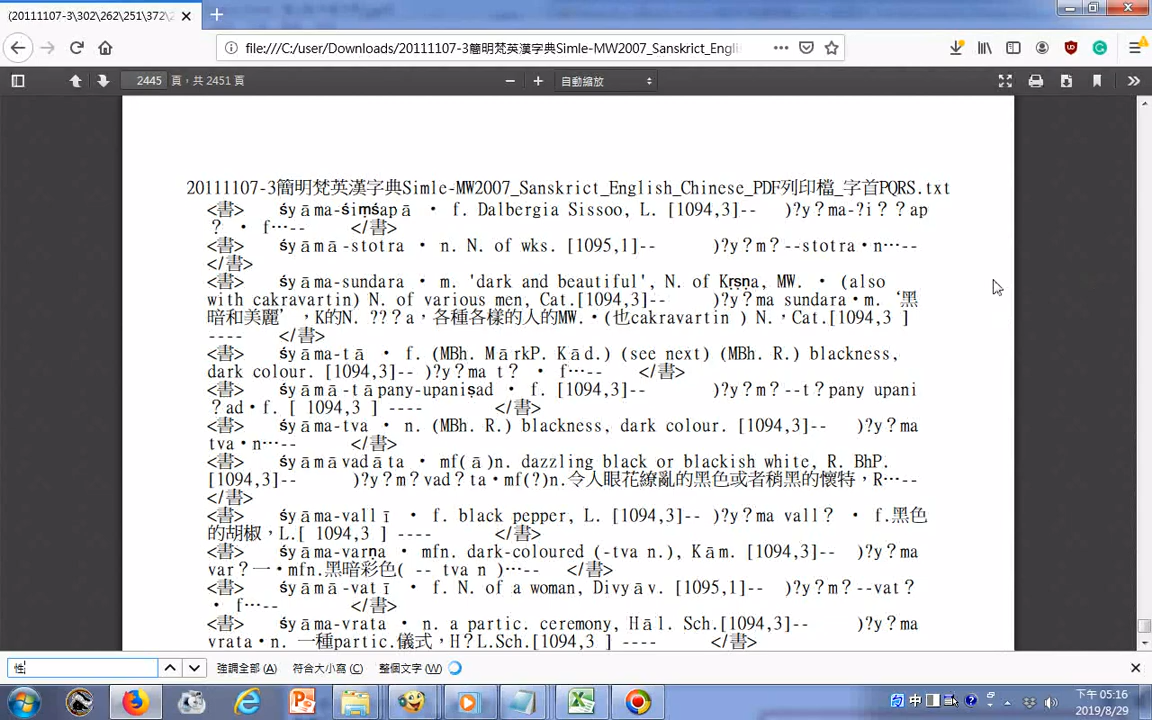 (20111107-3\302\262\251\372\2
file:///C:/user/Downloads/20111107-3簡明梵英漢字典Simle-MW2007_Sanskrict_Engli
2445 頁，共 2451 頁
自動縮放
20111107-3簡明梵英漢字典Simle-MW2007_Sanskrict_English_Chinese_PDF列印檔_字首PQRS.txt
<書> śyāma-śiṃśapā • f. Dalbergia Sissoo, L. [1094,3]-- )?y？ma-?i？？ap
？ • f…-- </書>
<書> śyāmā-stotra • n. N. of wks. [1095,1]-- )?y？m？--stotra•n…--
</書>
<書> śyāma-sundara • m. 'dark and beautiful', N. of Kṛṣṇa, MW. • (also
with cakravartin) N. of various men, Cat.[1094,3]-- )?y？ma sundara•m. ‘黑
暗和美麗’，K的N. ???a，各種各樣的人的MW.•(也cakravartin ) N.，Cat.[1094,3 ]
---- </書>
<書> śyāma-tā • f. (MBh. MārkP. Kād.) (see next) (MBh. R.) blackness,
dark colour. [1094,3]-- )?y？ma t？ • f…-- </書>
<書> śyāmā-tāpany-upaniṣad • f. [1094,3]-- )?y？m？--t？pany upani
？ad•f. [ 1094,3 ] ---- </書>
<書> śyāma-tva • n. (MBh. R.) blackness, dark colour. [1094,3]-- )?y？ma
tva•n…-- </書>
<書> śyāmāvadāta • mf(ā)n. dazzling black or blackish white, R. BhP.
[1094,3]-- )?y？m？vad？ta•mf(?)n.令人眼花繚亂的黑色或者稍黑的懷特，R…--
</書>
<書> śyāma-vallī • f. black pepper, L. [1094,3]-- )?y？ma vall？ • f.黑色
的胡椒，L.[ 1094,3 ] ---- </書>
<書> śyāma-varṇa • mfn. dark-coloured (-tva n.), Kām. [1094,3]-- )?y？ma
var？一•mfn.黑暗彩色( -- tva n )…-- </書>
<書> śyāmā-vatī • f. N. of a woman, Divyāv. [1095,1]-- )?y？m？--vat？
• f…-- </書>
<書> śyāma-vrata • n. a partic. ceremony, Hāl. Sch.[1094,3]-- )?y？ma
vrata•n. 一種partic.儀式，H？L.Sch.[1094,3 ] ---- </書>
性
強調全部 (A) 符合大小寫 (C) 整個文字 (W)
中
下午 05:16
2019/8/29